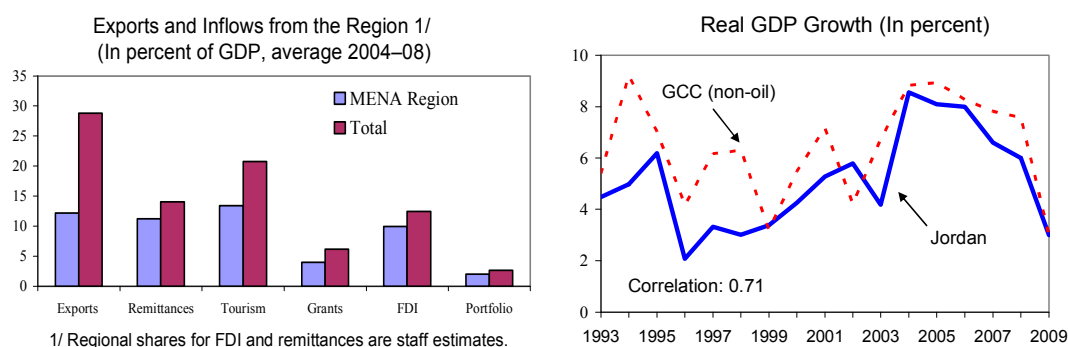 Exports and Inflows from the Region 1/
(In percent of GDP, average 2004–08)
35
30
25
20
15
10
5
0
MENA Region
Total
Exports Remittances Tourism Grants FDI Portfolio
1/ Regional shares for FDI and remittances are staff estimates.
Real GDP Growth (In percent)
10
8
6
4
2
0
GCC (non-oil)
Jordan
Correlation: 0.71
1993 1995 1997 1999 2001 2003 2005 2007 2009